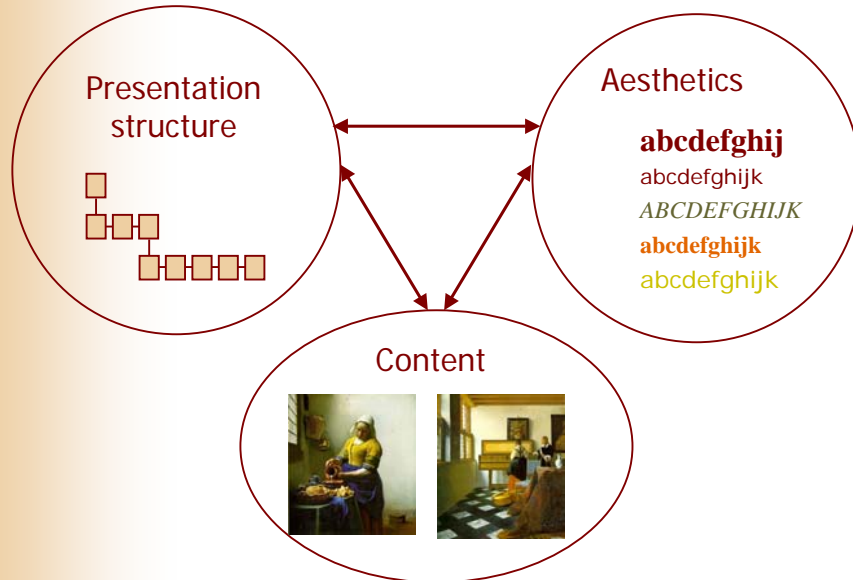 Presentation
structure
Aesthetics
abcdefghij
abcdefghijk
ABCDEFGHIJK
abcdefghijk
abcdefghijk
Content